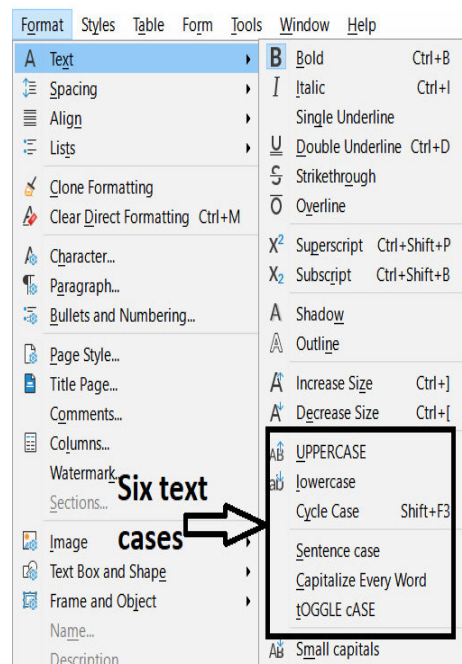 Format Styles Table Form Tools Window Help
Text
Spacing
Align
Lists
Clone Formatting
Clear Direct Formatting Ctrl+M
Character...
Paragraph...
Bullets and Numbering...
Page Style...
Title Page...
Comments...
Columns...
Watermark...
Sections...
Image
Text Box and Shape
Frame and Object
Name...
Description
Bold Ctrl+B
Italic Ctrl+I
Single Underline
Double Underline Ctrl+D
Strikethrough
Overline
Superscript Ctrl+Shift+P
Subscript Ctrl+Shift+B
Shadow
Outline
Increase Size Ctrl+]
Decrease Size Ctrl+[
UPPERCASE
lowercase
Cycle Case Shift+F3
Sentence case
Capitalize Every Word
tOGGLE cASE
Small capitals
Six text
cases